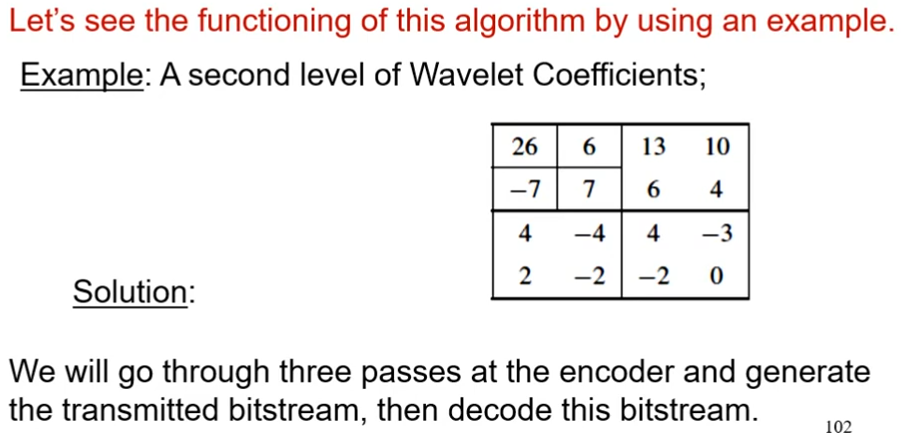 Let's see the functioning of this algorithm by using an example.
Example: A second level of Wavelet Coefficients;
26 6 13 10
−7 7 6 4
4 −4 4 −3
2 −2 −2 0
Solution:
We will go through three passes at the encoder and generate
the transmitted bitstream, then decode this bitstream.
102